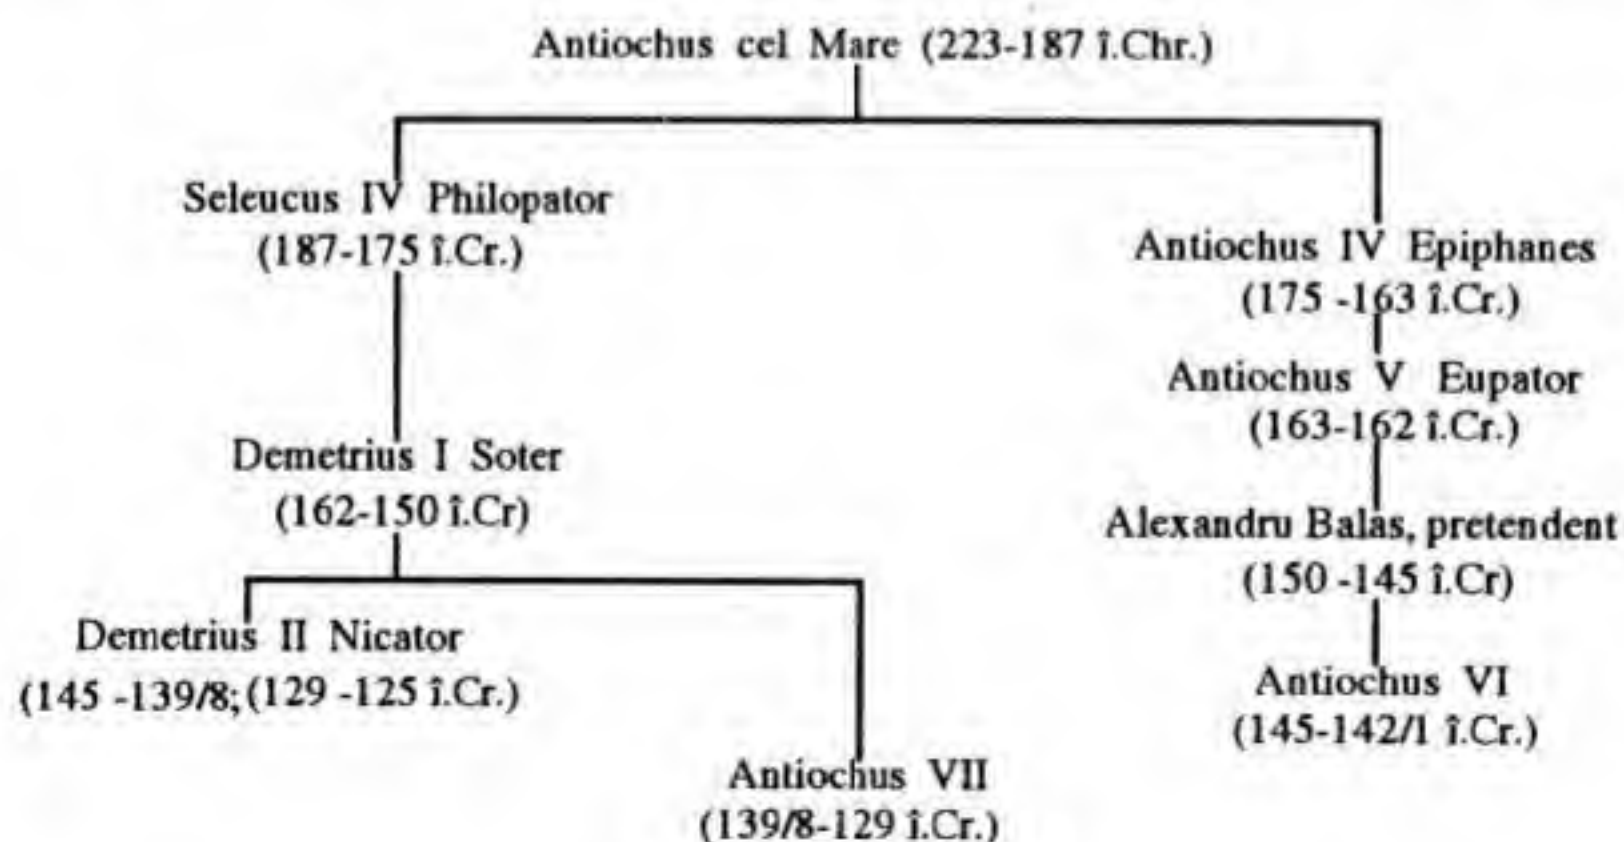 Antiochus cel Mare (223-187 î.Chr.)
Seleucus IV Philopator
(187-175 î.Cr.)
Antiochus IV Epiphanes
(175 -163 î.Cr.)
Antiochus V Eupator
(163-162 î.Cr.)
Demetrius I Soter
(162-150 î.Cr)
Alexandru Balas, pretendent
(150 -145 î.Cr)
Demetrius II Nicator
(145 -139/8; (129 -125 î.Cr.)
Antiochus VI
(145-142/1 î.Cr.)
Antiochus VII
(139/8-129 î.Cr.)